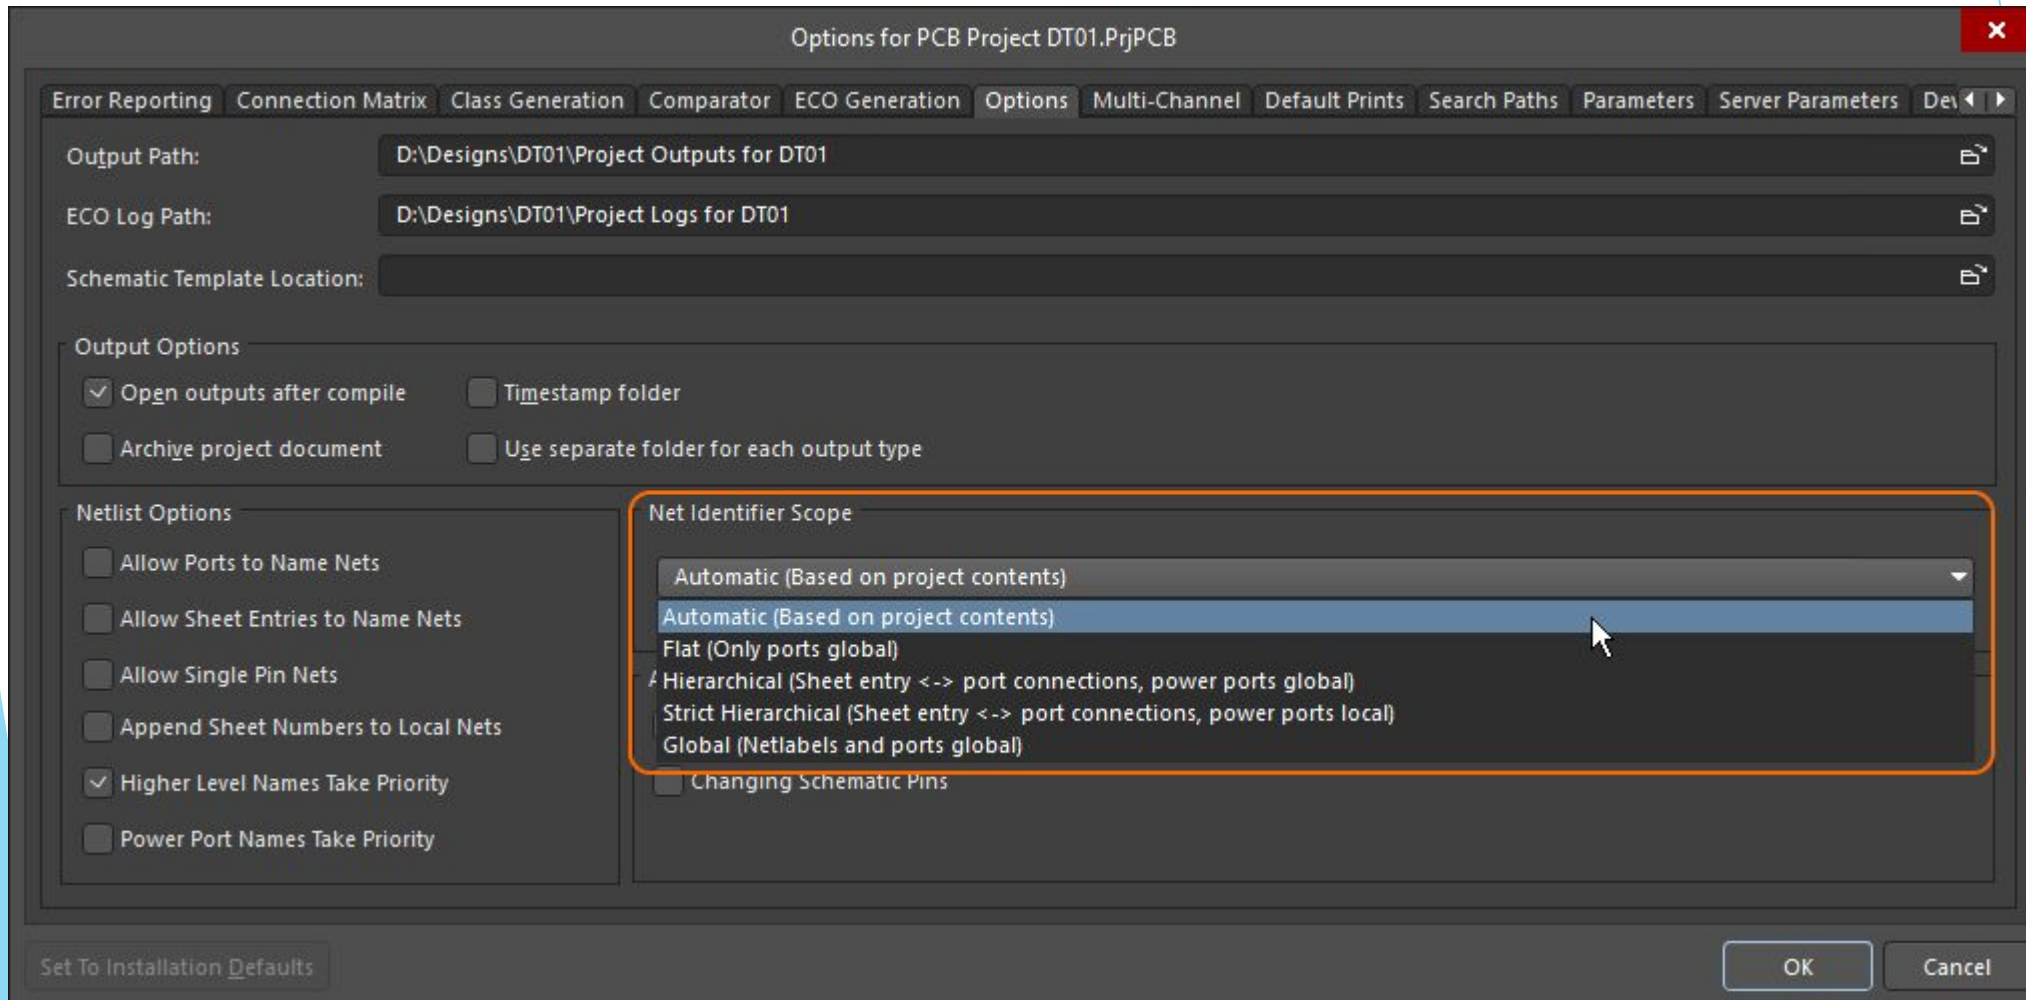 Options for PCB Project DT01.PrjPCB
Error Reporting Connection Matrix Class Generation Comparator ECO Generation Options Multi-Channel Default Prints Search Paths Parameters Server Parameters
Output Path: D:\Designs\DT01\Project Outputs for DT01
ECO Log Path: D:\Designs\DT01\Project Logs for DT01
Schematic Template Location:
Output Options
Open outputs after compile Timestamp folder
Archive project document Use separate folder for each output type
Netlist Options
Allow Ports to Name Nets
Allow Sheet Entries to Name Nets
Allow Single Pin Nets
Append Sheet Numbers to Local Nets
Higher Level Names Take Priority
Power Port Names Take Priority
Net Identifier Scope
Automatic (Based on project contents)
Automatic (Based on project contents)
Flat (Only ports global)
Hierarchical (Sheet entry <-> port connections, power ports global)
Strict Hierarchical (Sheet entry <-> port connections, power ports local)
Global (Netlabels and ports global)
Changing Schematic Pins
Set To Installation Defaults
OK Cancel